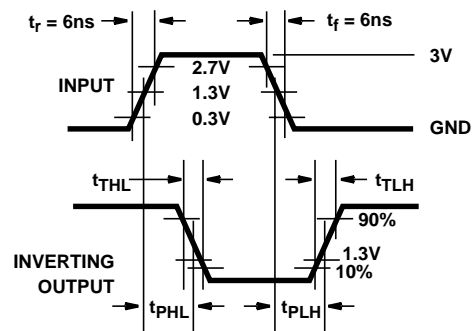 tr = 6ns
tf = 6ns
3V
2.7V
INPUT
1.3V
0.3V
GND
tTHL
tTLH
90%
1.3V
INVERTING
OUTPUT
10%
tPHL
tPLH